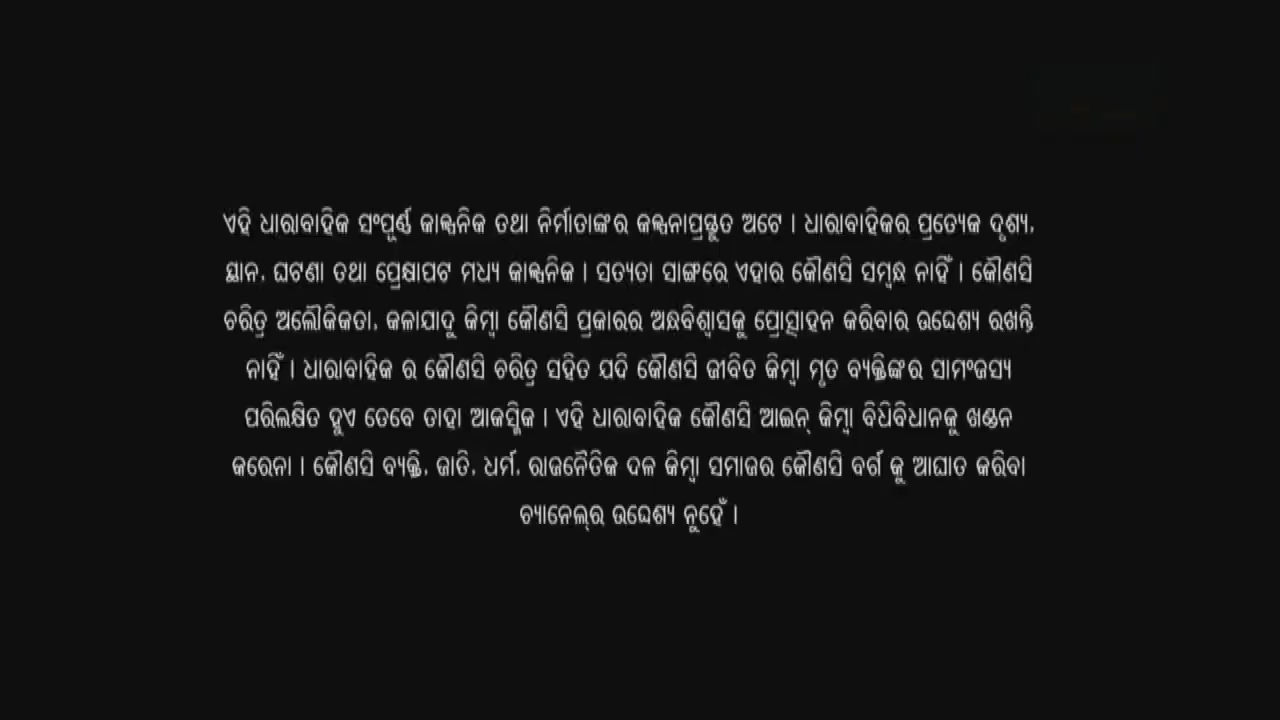 ଏହି ଧାରାବାହିକ ସଂପୂର୍ଣ୍ଣ କାଳ୍ପନିକ ତଥା ନିର୍ମାତାଙ୍କର କଳ୍ପନାପ୍ରସ୍ଥୁତ ଅଟେ । ଧାରାବାହିକର ପ୍ରତ୍ୟେକ ଦୃଶ୍ୟ,
ସ୍ଥାନ, ଘଟଣା ତଥା ପ୍ରେକ୍ଷାପଟ ମଧ୍ୟ କାଳ୍ପନିକ । ସତ୍ୟତା ସାଙ୍ଗରେ ଏହାର କୌଣସି ସମ୍ବନ୍ଧ ନାହିଁ । କୌଣସି
ଚରିତ୍ର ଅଲୌକିକତା, କଳାଯାଦୁ କିମ୍ବା କୌଣସି ପ୍ରକାରର ଅନ୍ଧବିଶ୍ୱାସକୁ ପ୍ରୋତ୍ସାହନ କରିବାର ଉଦ୍ଦେଶ୍ୟ ରଖନ୍ତି
ନାହିଁ । ଧାରାବାହିକ ର କୌଣସି ଚରିତ୍ର ସହିତ ଯଦି କୌଣସି ଜୀବିତ କିମ୍ବା ମୃତ ବ୍ୟକ୍ତିଙ୍କର ସାମଂଜସ୍ୟ
ପରିଲକ୍ଷିତ ହୁଏ ତେବେ ତାହା ଆକସ୍ମିକ । ଏହି ଧାରାବାହିକ କୌଣସି ଆଇନ୍ କିମ୍ବା ବିଧିବିଧାନକୁ ଖଣ୍ଡନ
କରେନା । କୌଣସି ବ୍ୟକ୍ତି, ଜାତି, ଧର୍ମ, ରାଜନୈତିକ ଦଳ କିମ୍ବା ସମାଜର କୌଣସି ବର୍ଗ କୁ ଆଘାତ କରିବା
ଚ୍ୟାନେଲ୍‌ର ଉଦ୍ଦେଶ୍ୟ ନୁହେଁ ।